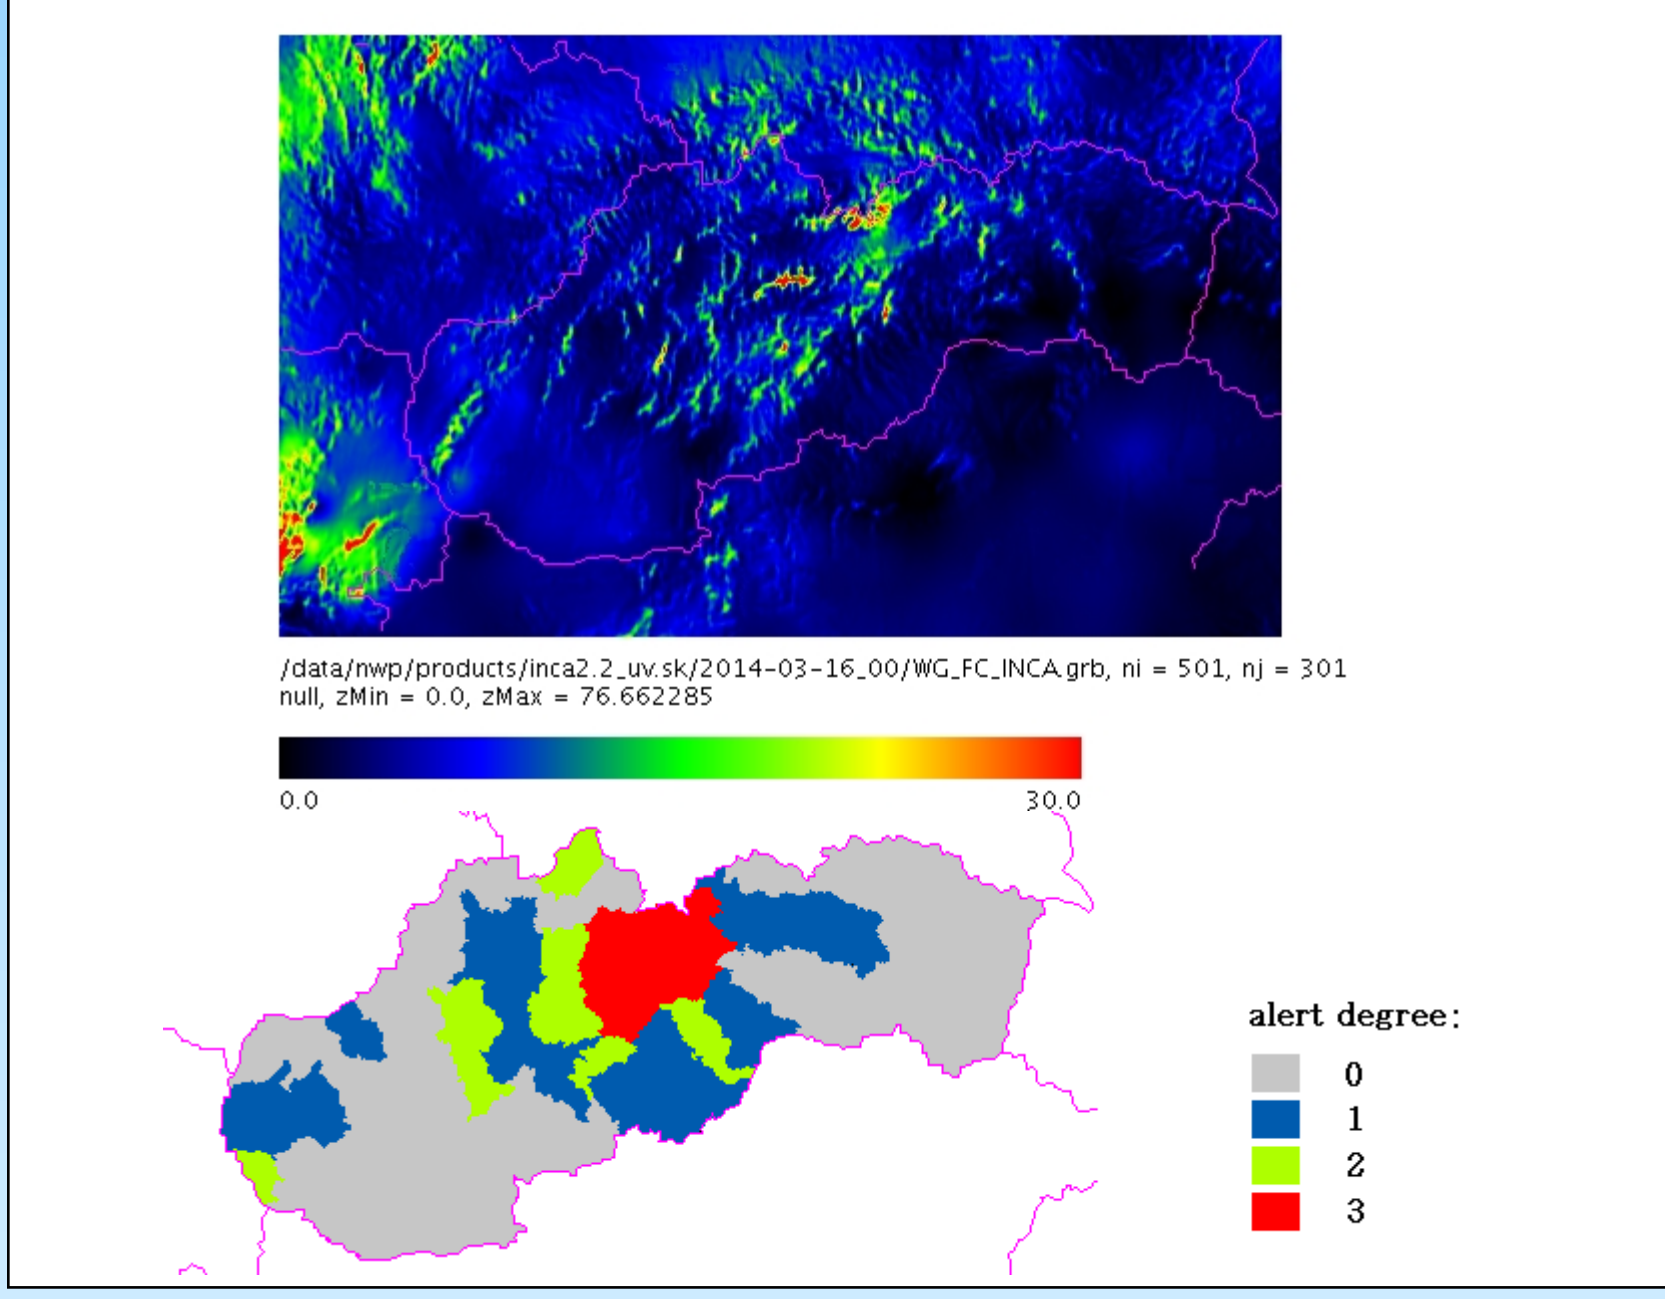 /data/nwp/products/inca2.2_uv.sk/2014-03-16_00/WG_FC_INCA.grb, ni = 501, nj = 301
null, zMin = 0.0, zMax = 76.662285
0.0 30.0
alert degree:
0
1
2
3